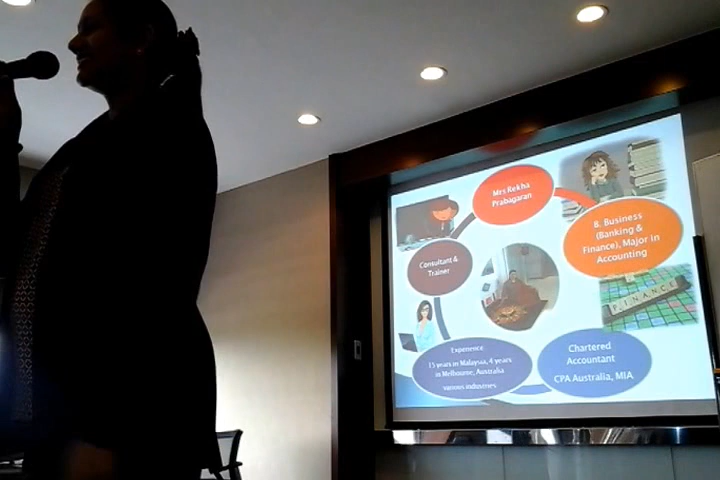 Mrs Rekha
Prabagaran
B. Business
(Banking &
Finance), Major in
Accounting
Consultant &
Trainer
FINANCE
Experience
15 years in Malaysia, 4 years
in Melbourne, Australia
various industries
Chartered
Accountant
CPA Australia, MIA